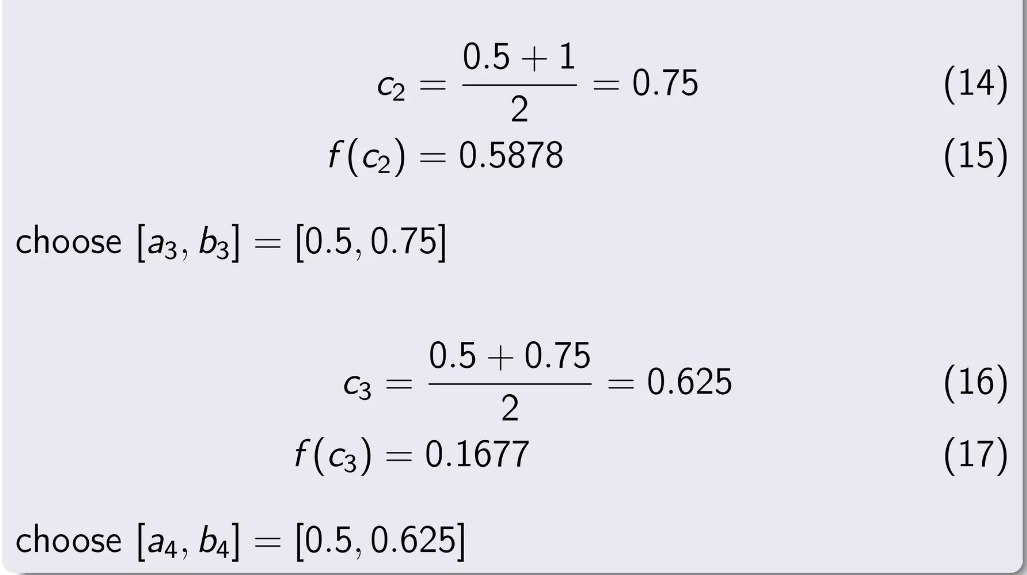 c₂ = (0.5 + 1)/2 = 0.75 (14)
f(c₂) = 0.5878 (15)
choose [a₃, b₃] = [0.5, 0.75]
c₃ = (0.5 + 0.75)/2 = 0.625 (16)
f(c₃) = 0.1677 (17)
choose [a₄, b₄] = [0.5, 0.625]